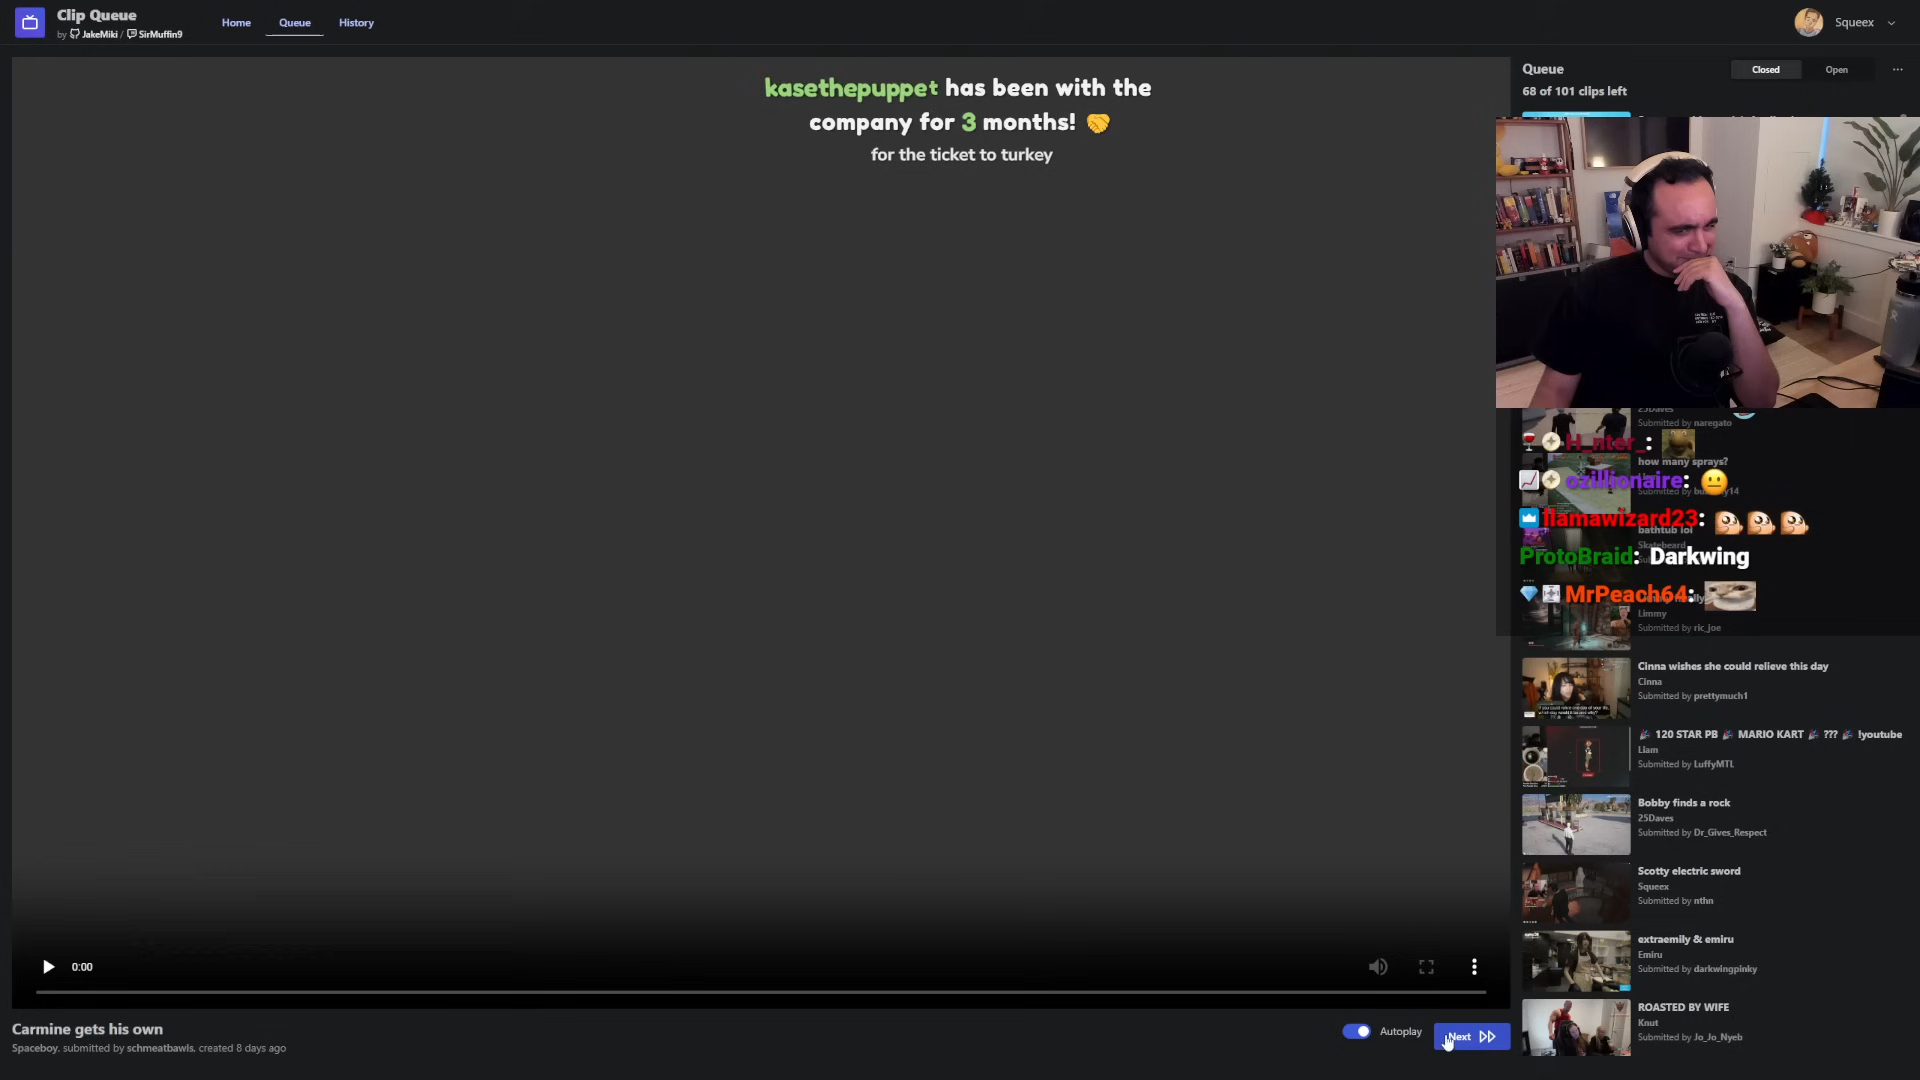 Clip Queue
by JakeMiki / SirMuffin9
Home
Queue
History
Squeex
kasethepuppet has been with the
company for 3 months!
for the ticket to turkey
Queue
Closed
Open
68 of 101 clips left
25Daves
Submitted by naregato
H_nter_:
how many sprays?
ozillionaire:
llamawizard23:
bathtub lol
Skatebeard
ProtoBraid: Darkwing
MrPeach64:
Limmy
Submitted by ric_joe
Cinna wishes she could relieve this day
Cinna
Submitted by prettymuch1
120 STAR PB MARIO KART ??? !youtube
Liam
Submitted by LuffyMTL
Bobby finds a rock
25Daves
Submitted by Dr_Gives_Respect
Scotty electric sword
Squeex
Submitted by nthn
extraemily & emiru
Emiru
Submitted by darkwingpinky
ROASTED BY WIFE
Knut
Submitted by Jo_Jo_Nyeb
0:00
Carmine gets his own
Spaceboy, submitted by schmeatbawls, created 8 days ago
Autoplay
Next